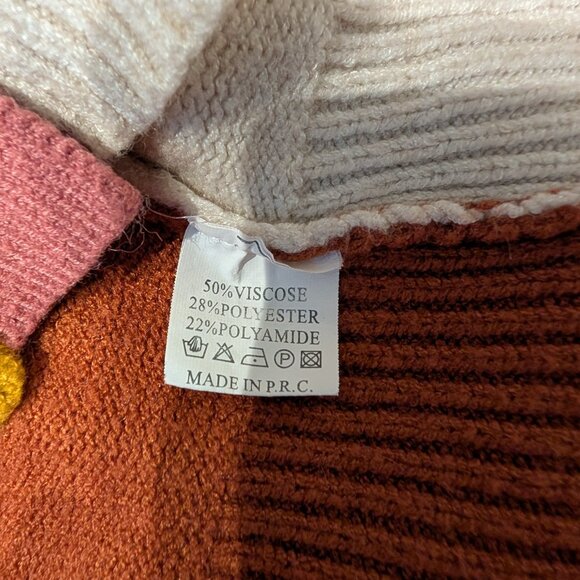 50%VISCOSE
28%POLYESTER
22%POLYAMIDE
MADE IN P.R.C.